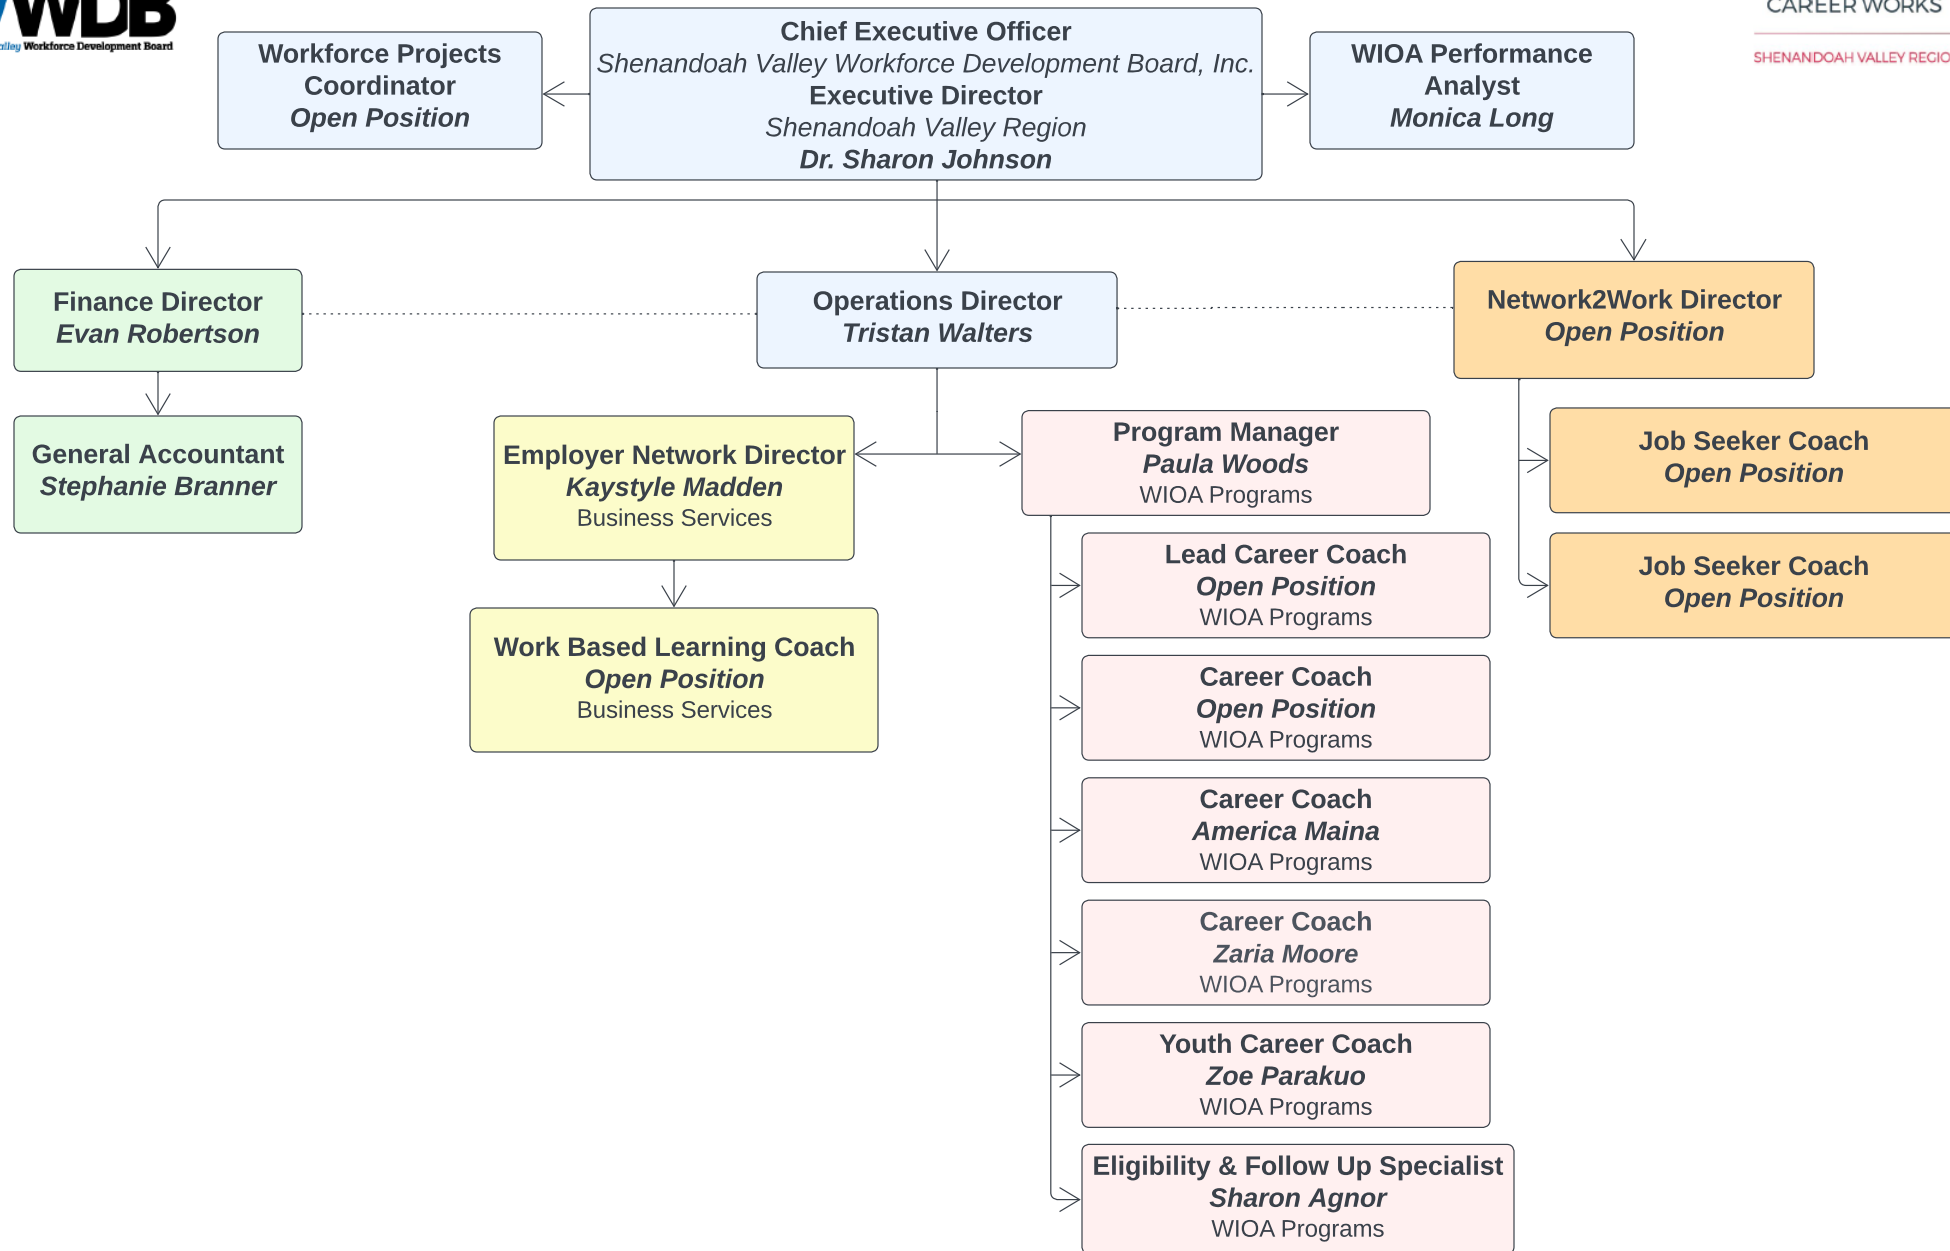 WDB
alley Workforce Development Board
CAREER WORKS
SHENANDOAH VALLEY REGIO
Workforce Projects
Coordinator
Open Position
Chief Executive Officer
Shenandoah Valley Workforce Development Board, Inc.
Executive Director
Shenandoah Valley Region
Dr. Sharon Johnson
WIOA Performance
Analyst
Monica Long
Finance Director
Evan Robertson
Operations Director
Tristan Walters
Network2Work Director
Open Position
General Accountant
Stephanie Branner
Employer Network Director
Kaystyle Madden
Business Services
Program Manager
Paula Woods
WIOA Programs
Job Seeker Coach
Open Position
Job Seeker Coach
Open Position
Work Based Learning Coach
Open Position
Business Services
Lead Career Coach
Open Position
WIOA Programs
Career Coach
Open Position
WIOA Programs
Career Coach
America Maina
WIOA Programs
Career Coach
Zaria Moore
WIOA Programs
Youth Career Coach
Zoe Parakuo
WIOA Programs
Eligibility & Follow Up Specialist
Sharon Agnor
WIOA Programs